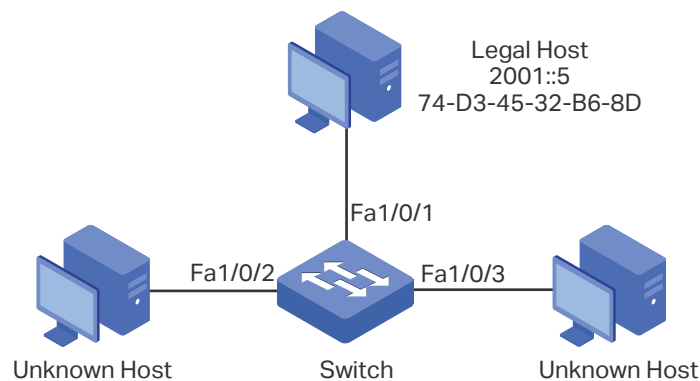 Legal Host
2001::5
74-D3-45-32-B6-8D
Fa1/0/1
Fa1/0/2
Fa1/0/3
Unknown Host
Switch
Unknown Host